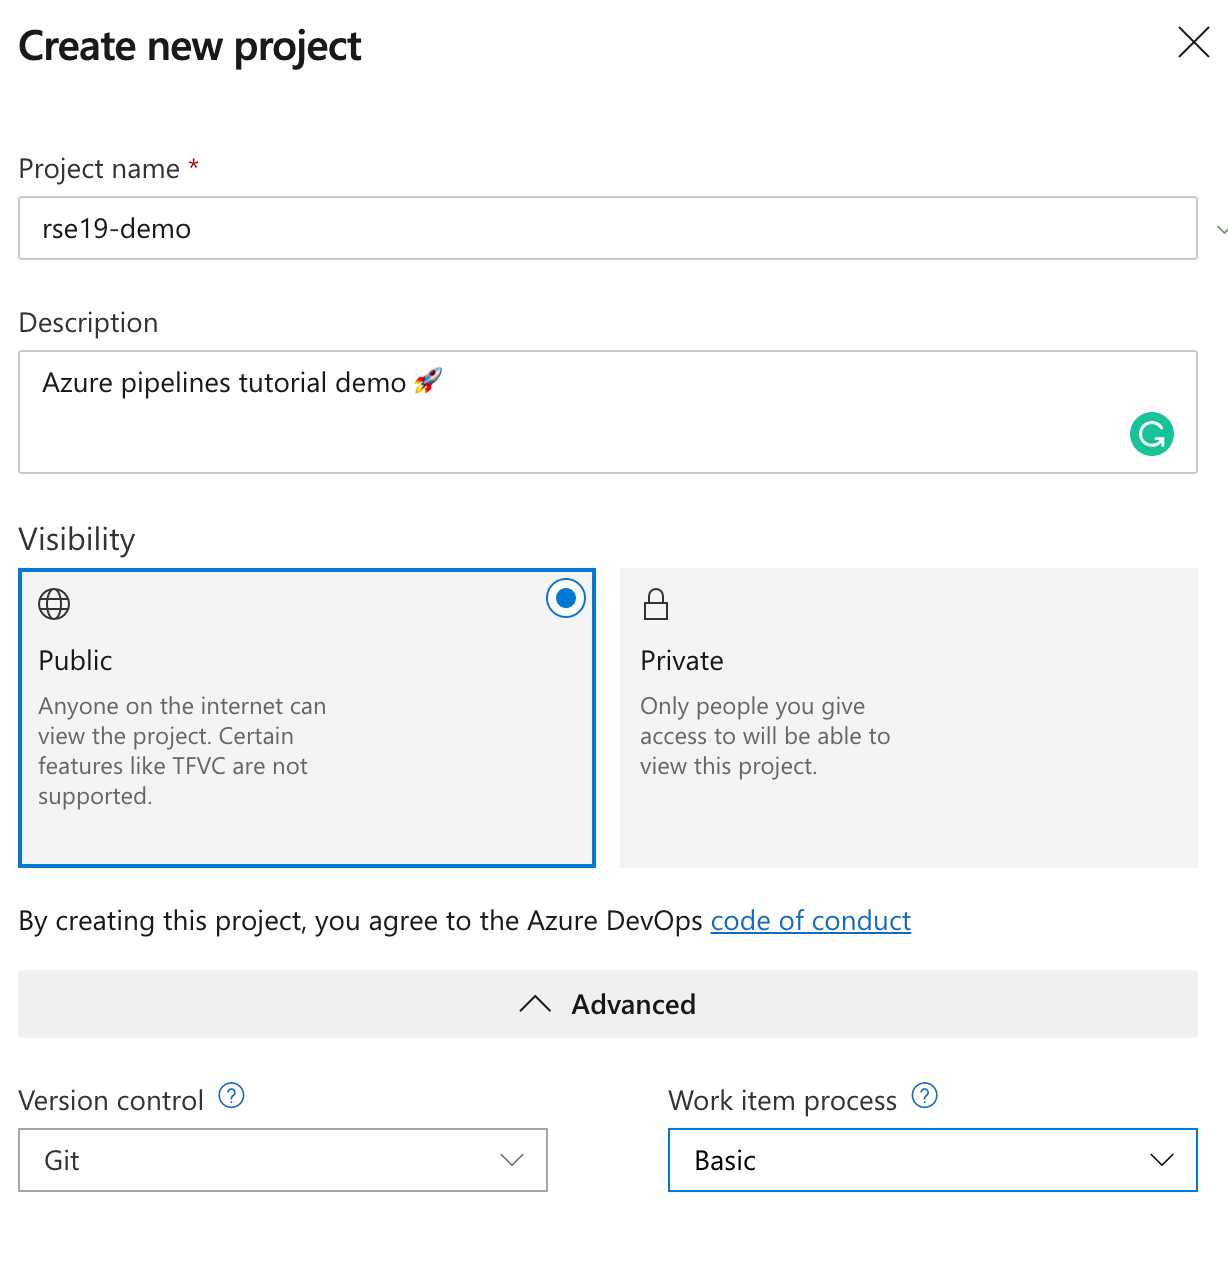 Create new project
Project name *
rse19-demo
Description
Azure pipelines tutorial demo 🚀
Visibility
Public
Anyone on the internet can
view the project. Certain
features like TFVC are not
supported.
Private
Only people you give
access to will be able to
view this project.
By creating this project, you agree to the Azure DevOps code of conduct
Advanced
Version control ?
Git
Work item process ?
Basic